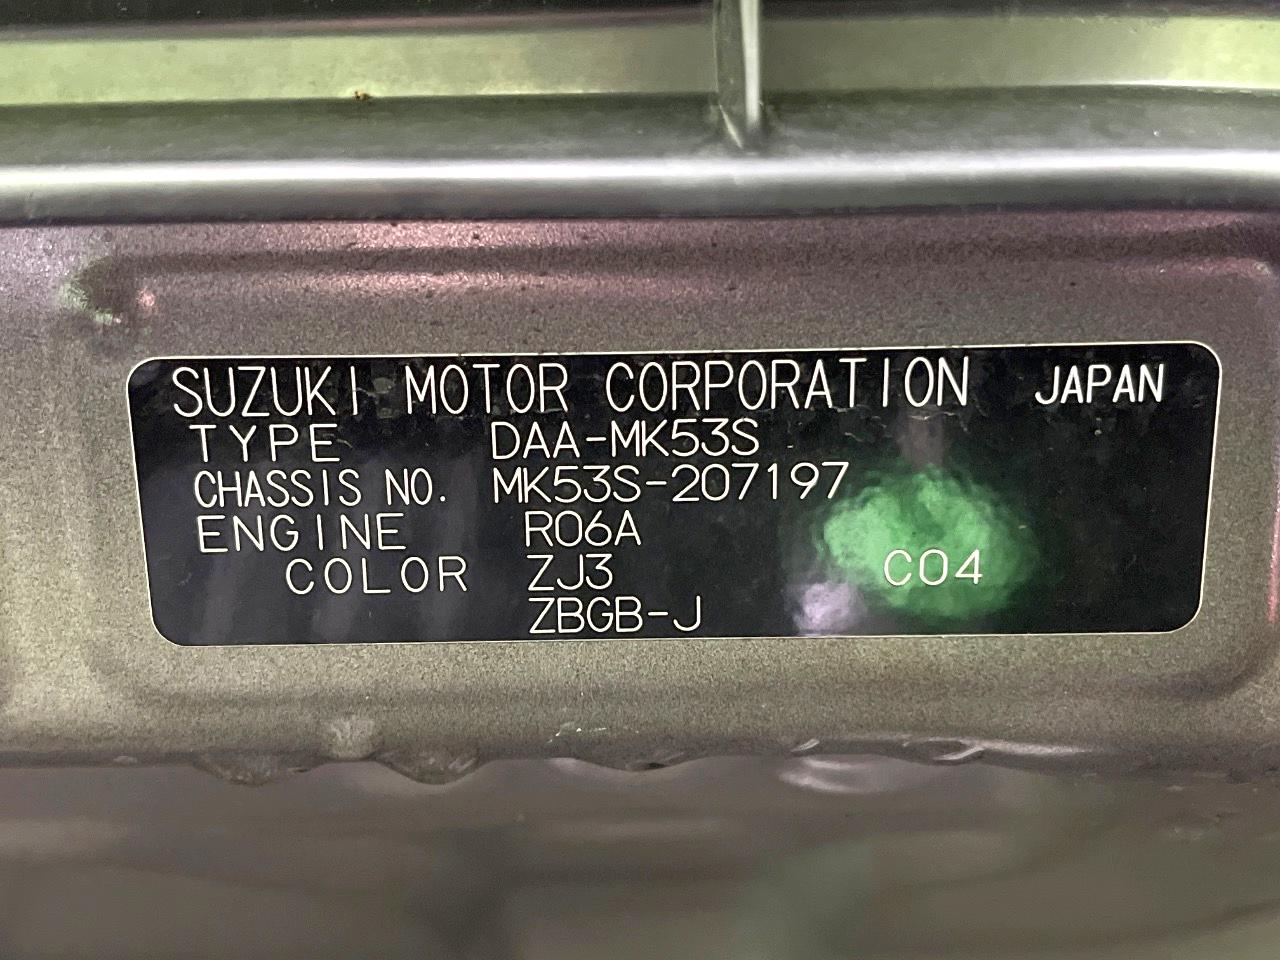 SUZUKI MOTOR CORPORATION JAPAN
TYPE DAA-MK53S
CHASSIS NO. MK53S-207197
ENGINE R06A
COLOR ZJ3 C04
ZBGB-J